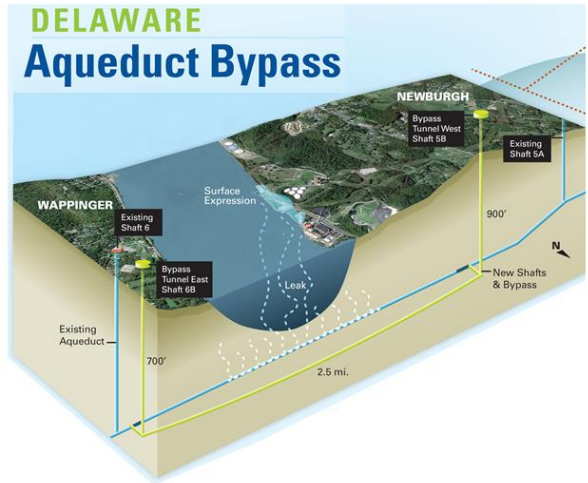 DELAWARE
Aqueduct Bypass
NEWBURGH
Bypass
Tunnel West
Shaft 5B
Existing
Shaft 5A
Surface
Expression
WAPPINGER
Existing
Shaft 6
Bypass
Tunnel East
Shaft 6B
900'
N
Leak
New Shafts
& Bypass
Existing
Aqueduct
700'
2.5 mi.